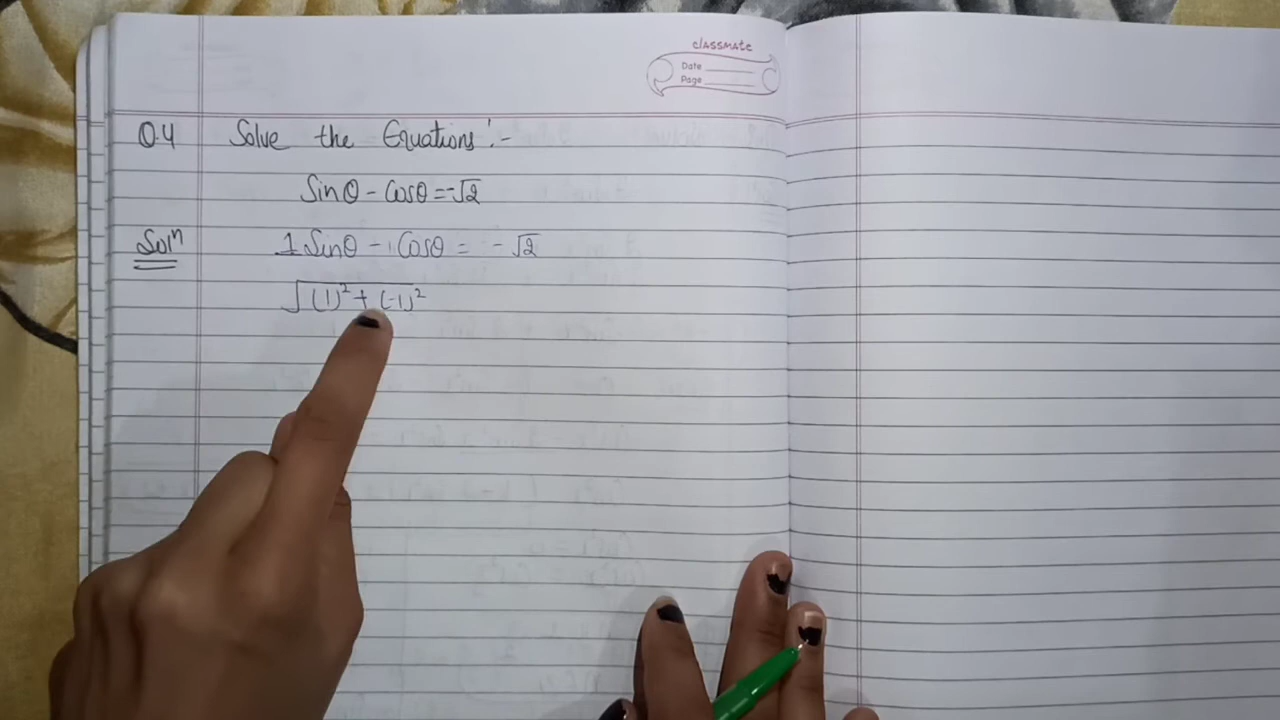 classmate
Date
Page
Q.4 Solve the Equations :-
Sinθ - Cosθ = -√2
Solⁿ 1 Sinθ - 1 Cosθ = - √2
√(1)² + (-1)²